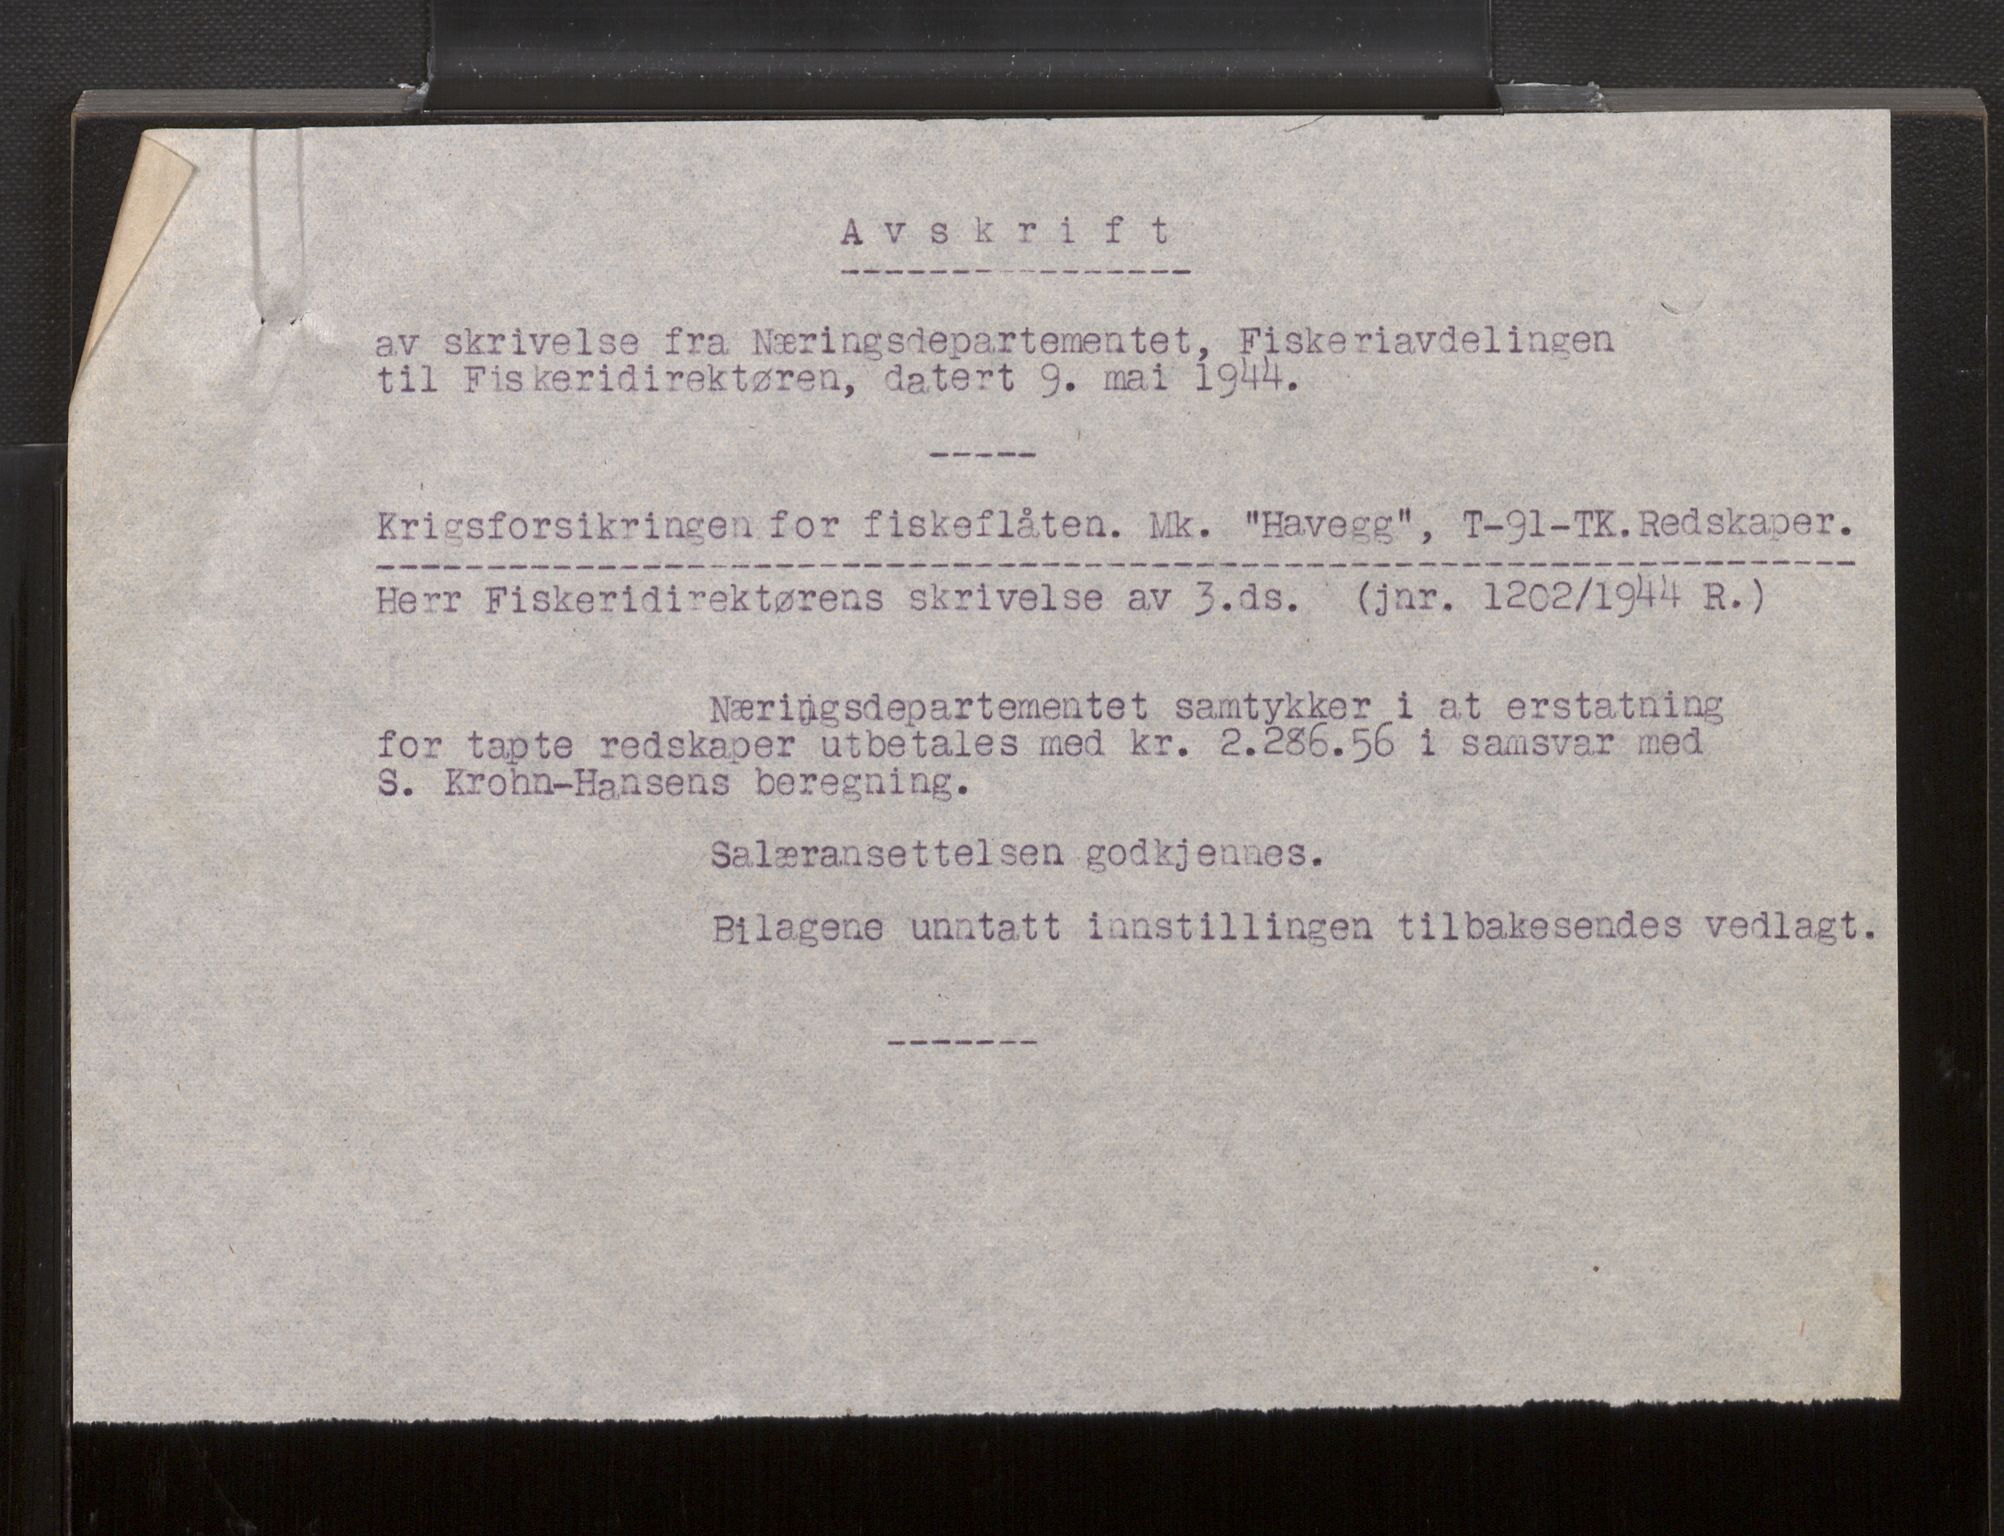 A v s k r i f t
----------------
av skrivelse fra Næringsdepartementet, Fiskeriavdelingen
til Fiskeridirektøren, datert 9. mai 1944.
-----
Krigsforsikringen for fiskeflåten. Mk. "Havegg", T-91-TK.Redskaper.
-------------------------------------------------------------------
Herr Fiskeridirektørens skrivelse av 3.ds. (jnr. 1202/1944 R.)
Næringsdepartementet samtykker i at erstatning
for tapte redskaper utbetales med kr. 2.286.56 i samsvar med
S. Krohn-Hansens beregning.
Salæransettelsen godkjennes.
Bilagene unntatt innstillingen tilbakesendes vedlagt.
-------